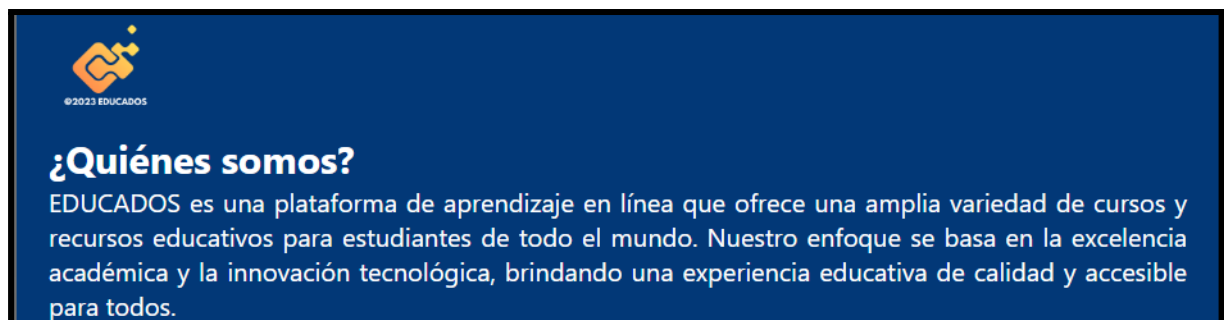 ©2023 EDUCADOS
¿Quiénes somos?
EDUCADOS es una plataforma de aprendizaje en línea que ofrece una amplia variedad de cursos y
recursos educativos para estudiantes de todo el mundo. Nuestro enfoque se basa en la excelencia
académica y la innovación tecnológica, brindando una experiencia educativa de calidad y accesible
para todos.